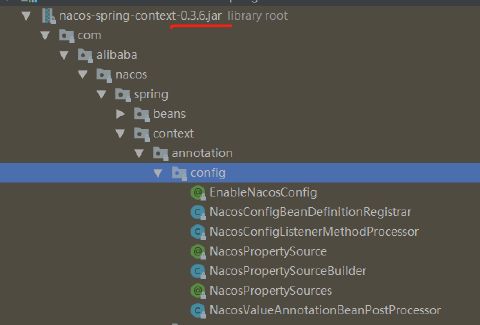 nacos-spring-context-0.3.6.jar library root
com
alibaba
nacos
spring
beans
context
annotation
config
EnableNacosConfig
NacosConfigBeanDefinitionRegistrar
NacosConfigListenerMethodProcessor
NacosPropertySource
NacosPropertySourceBuilder
NacosPropertySources
NacosValueAnnotationBeanPostProcessor